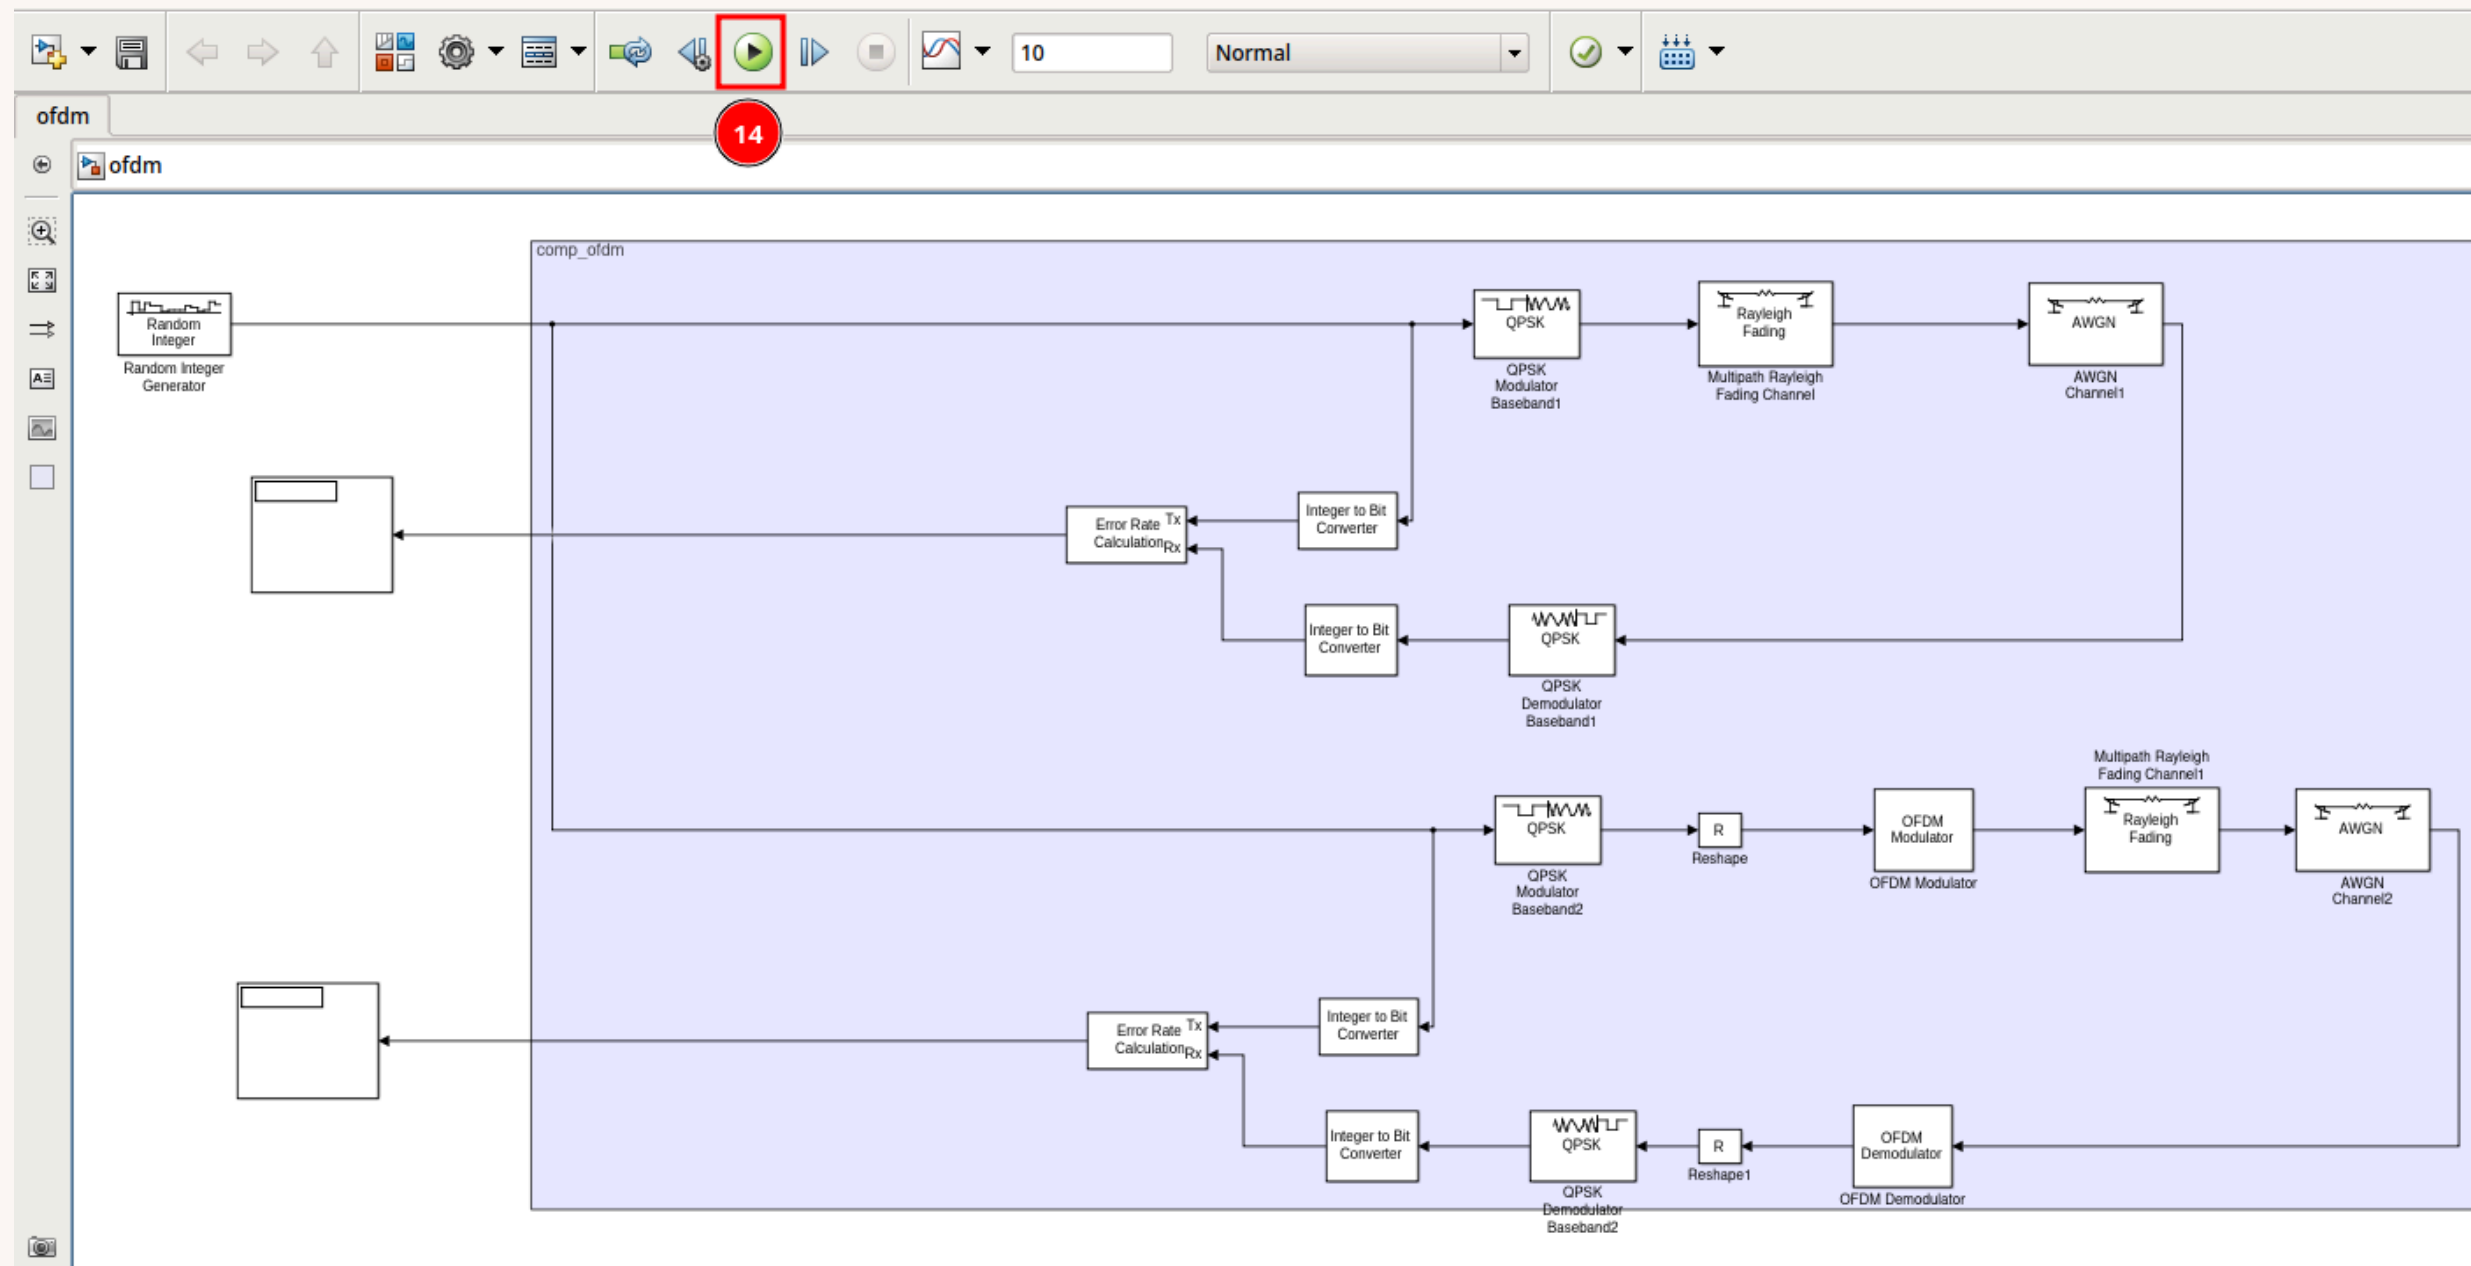 10
Normal
ofdm
14
ofdm
comp_ofdm
Random
Integer
Random Integer
Generator
QPSK
QPSK
Modulator
Baseband1
Rayleigh
Fading
Multipath Rayleigh
Fading Channel
AWGN
AWGN
Channel1
Error Rate
Calculation
Tx
Rx
Integer to Bit
Converter
Integer to Bit
Converter
QPSK
QPSK
Demodulator
Baseband1
QPSK
QPSK
Modulator
Baseband2
R
Reshape
OFDM
Modulator
OFDM Modulator
Multipath Rayleigh
Fading Channel1
Rayleigh
Fading
AWGN
AWGN
Channel2
Error Rate
Calculation
Tx
Rx
Integer to Bit
Converter
Integer to Bit
Converter
QPSK
QPSK
Demodulator
Baseband2
R
Reshape1
OFDM
Demodulator
OFDM Demodulator